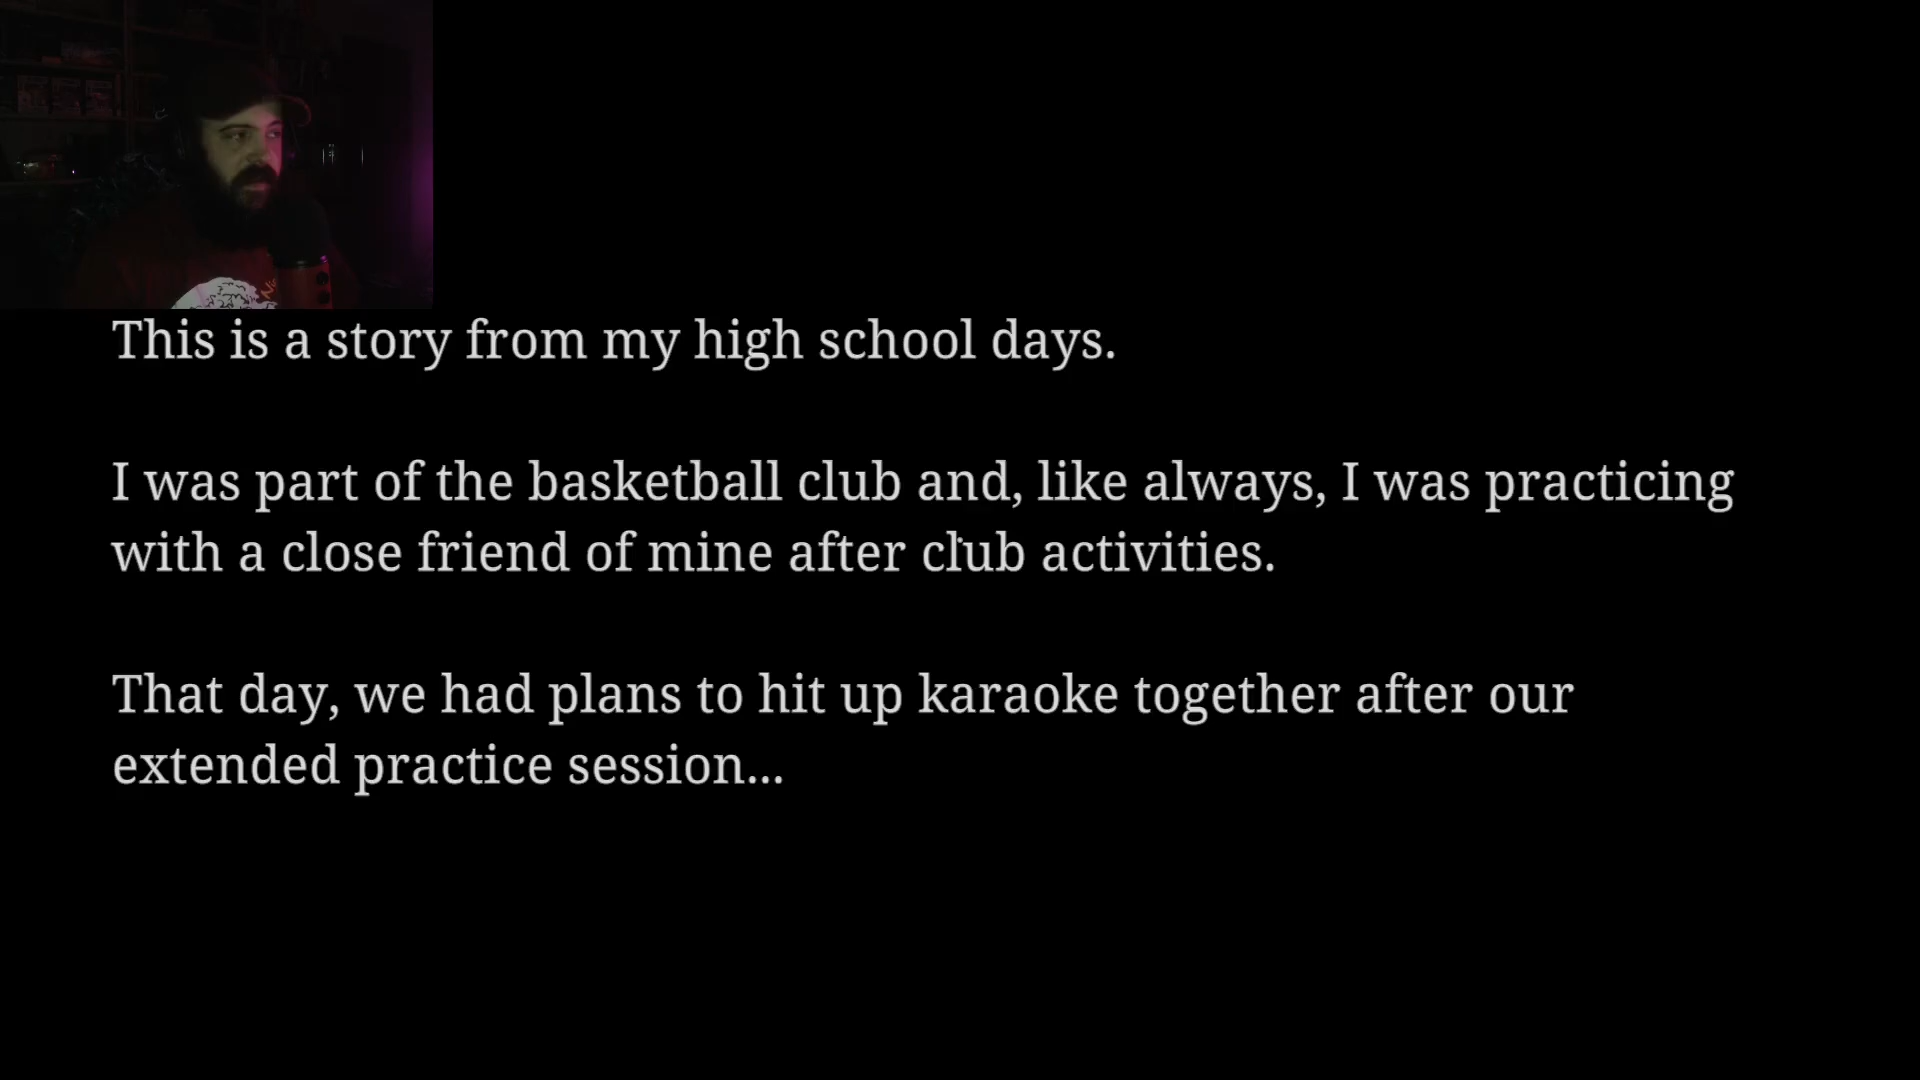 This is a story from my high school days.
I was part of the basketball club and, like always, I was practicing
with a close friend of mine after club activities.
That day, we had plans to hit up karaoke together after our
extended practice session...